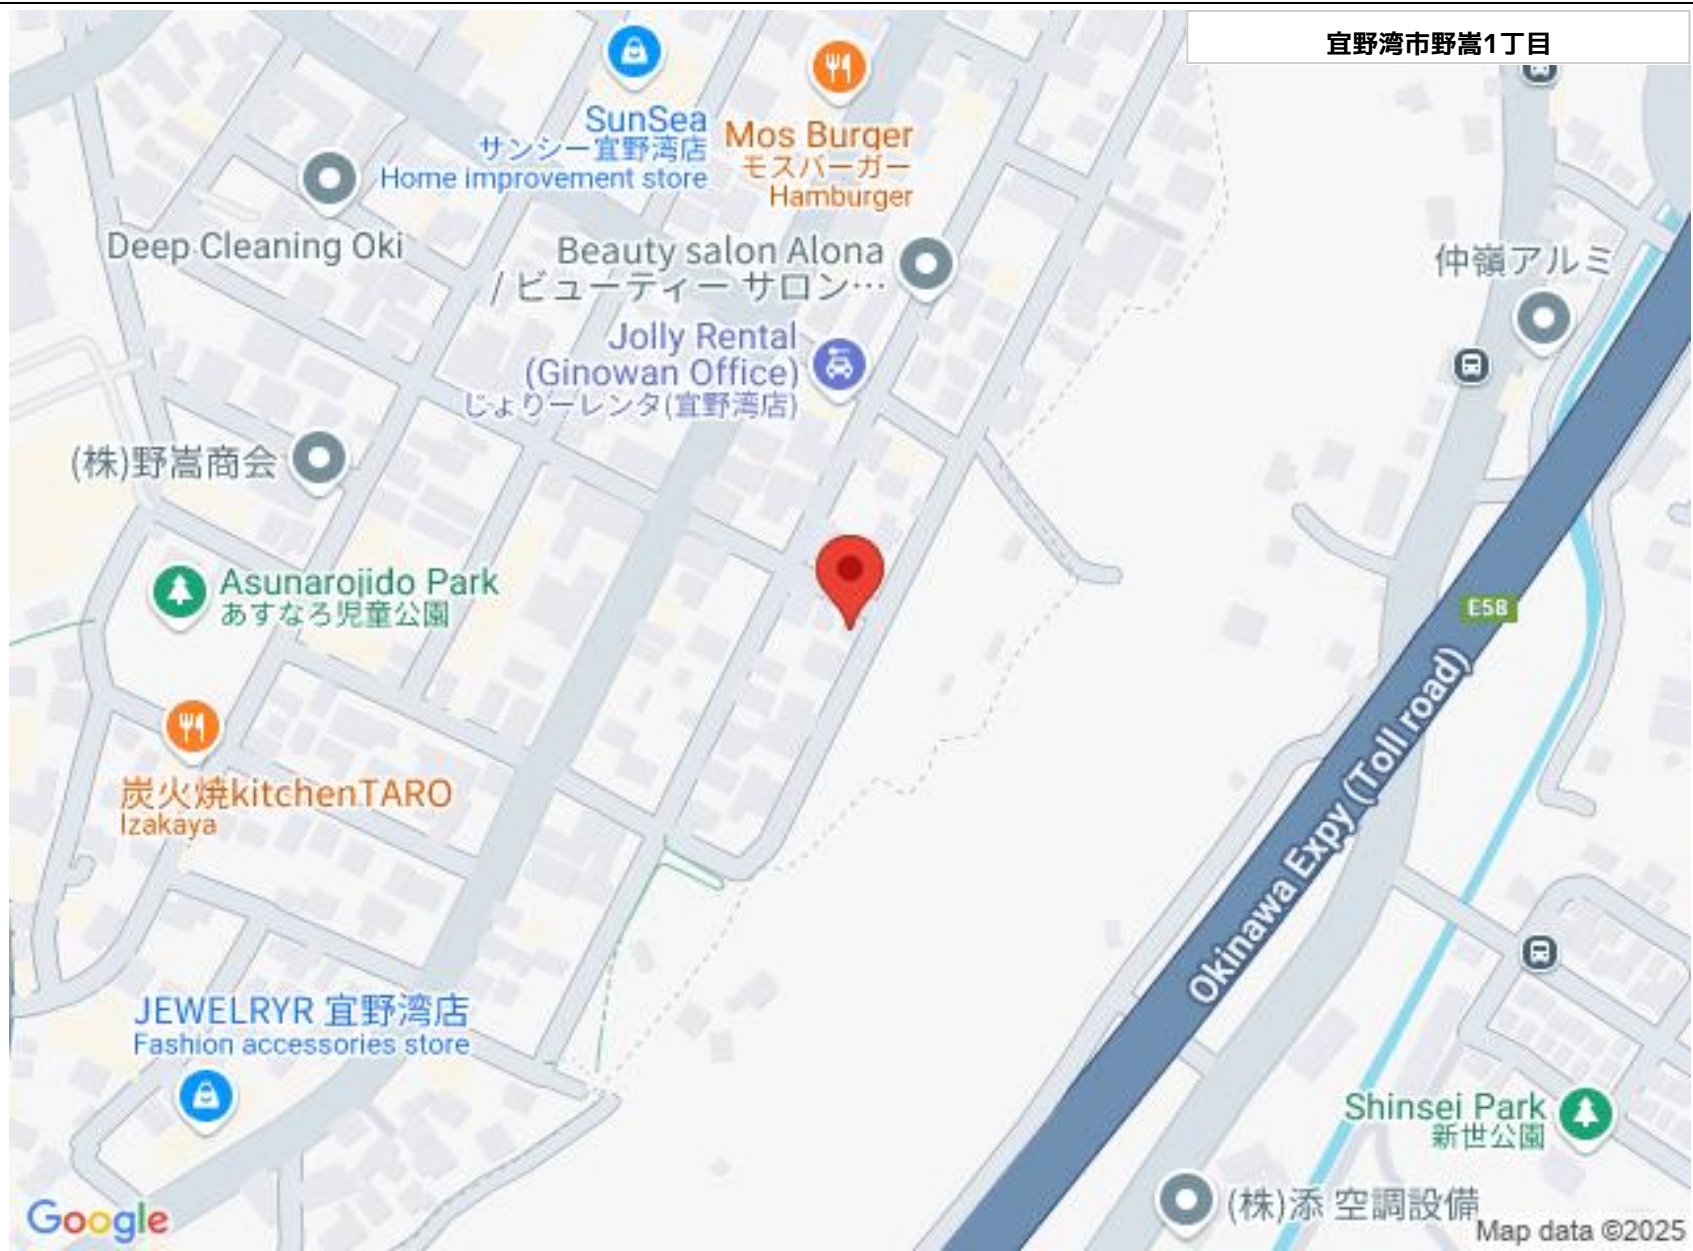 宜野湾市野嵩1丁目
SunSea
サンシー宜野湾店
Home improvement store
Mos Burger
モスバーガー
Hamburger
Deep Cleaning Oki
Beauty salon Alona
/ ビューティー サロン…
仲嶺アルミ
Jolly Rental
(Ginowan Office)
じょりーレンタ(宜野湾店)
(株)野嵩商会
Asunarojido Park
あすなろ児童公園
E58
炭火焼kitchenTARO
Izakaya
Okinawa Expy (Toll road)
JEWELRYR 宜野湾店
Fashion accessories store
Shinsei Park
新世公園
(株)添 空調設備
Google
Map data ©2025